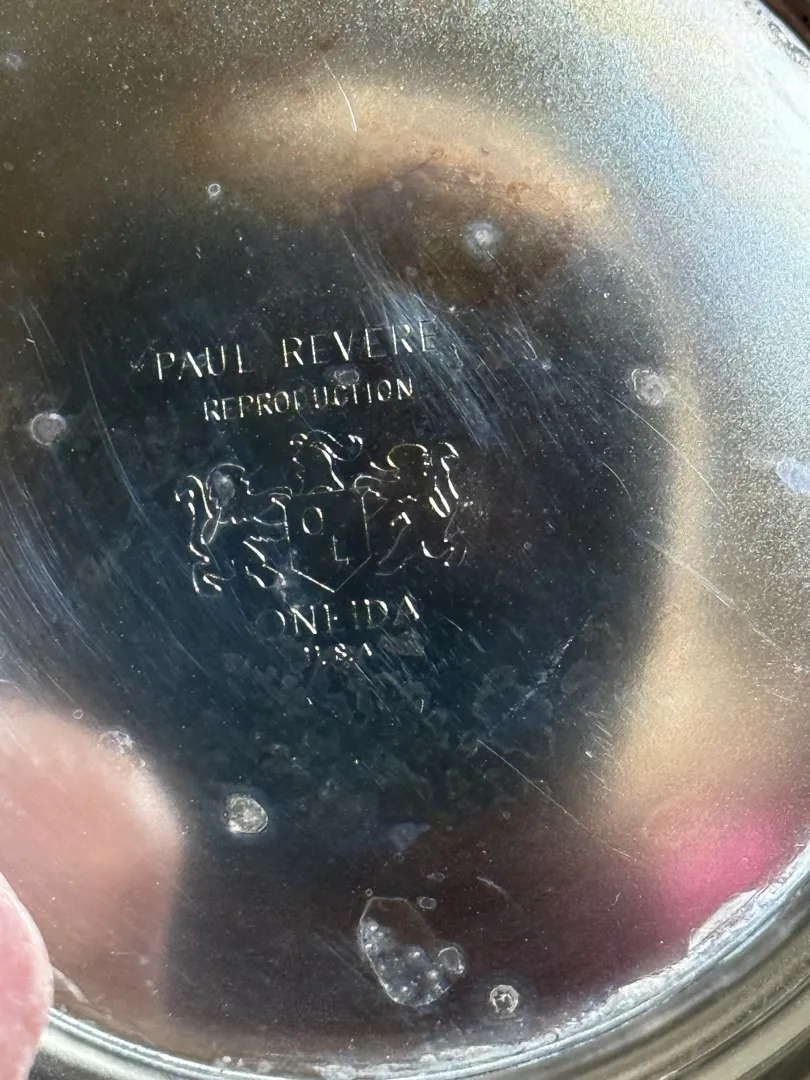 PAUL REVERE
REPRODUCTION
O
L
ONEIDA
U.S.A